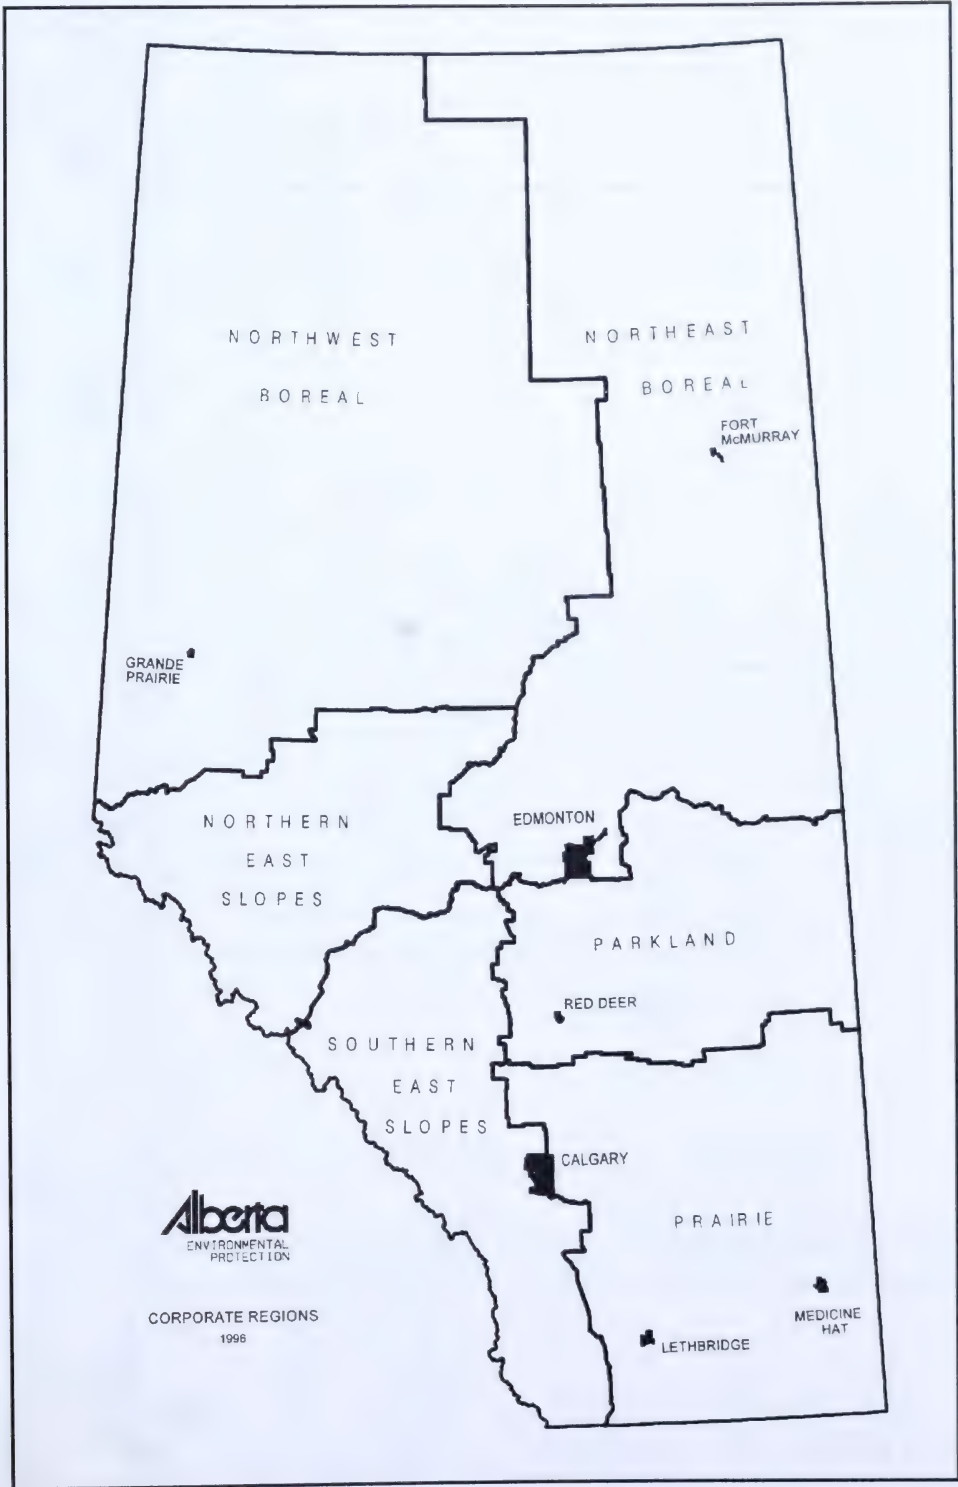 NORTHWEST
BOREAL
NORTHEAST
BOREAL
FORT
McMURRAY
GRANDE
PRAIRIE
NORTHERN
EAST
SLOPES
EDMONTON
PARKLAND
RED DEER
SOUTHERN
EAST
SLOPES
CALGARY
PRAIRIE
MEDICINE
HAT
LETHBRIDGE
Alberta
ENVIRONMENTAL
PROTECTION
CORPORATE REGIONS
1996